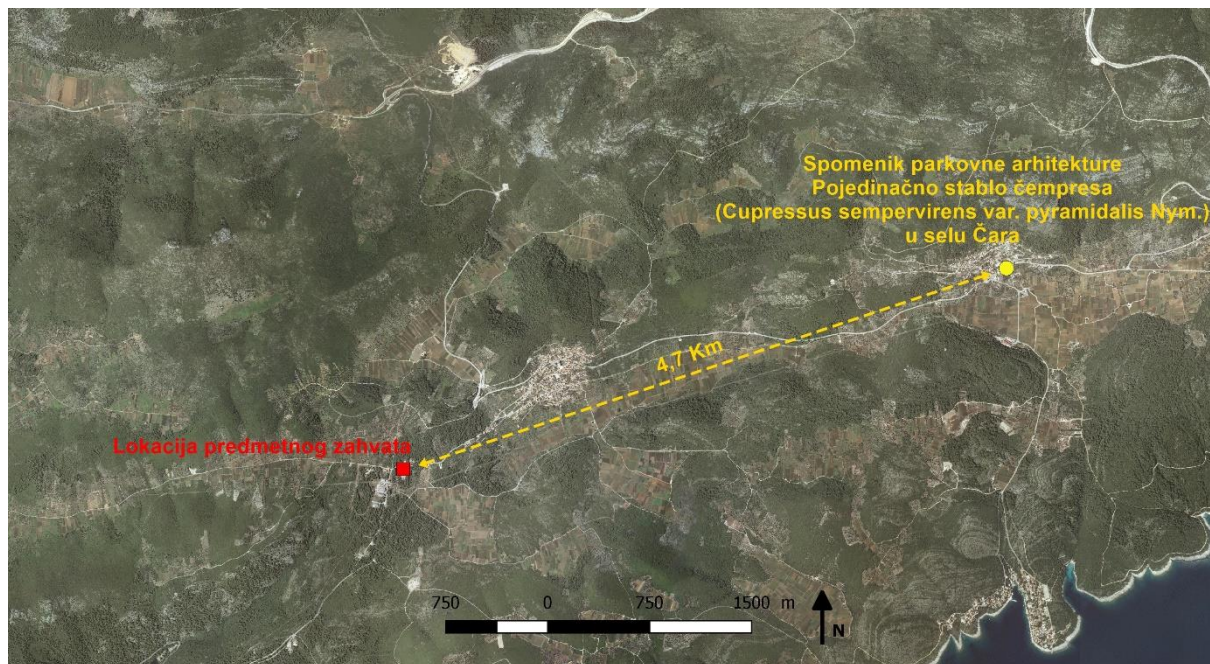 Spomenik parkovne arhitekture
Pojedinačno stablo čempresa
(Cupressus sempervirens var. pyramidalis Nym.)
u selu Čara
4,7 Km
Lokacija predmetnog zahvata
750 0 750 1500 m
N